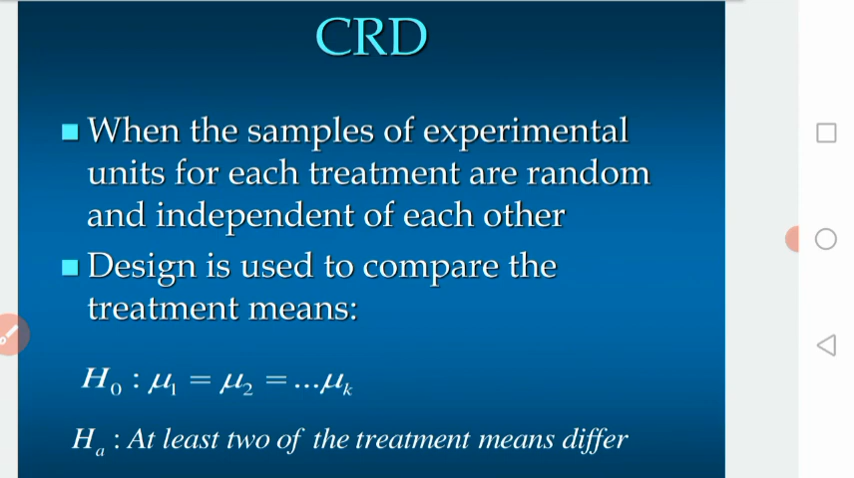 CRD
When the samples of experimental
units for each treatment are random
and independent of each other
Design is used to compare the
treatment means:
H₀ : μ₁ = μ₂ = ...μₖ
Hₐ : At least two of the treatment means differ